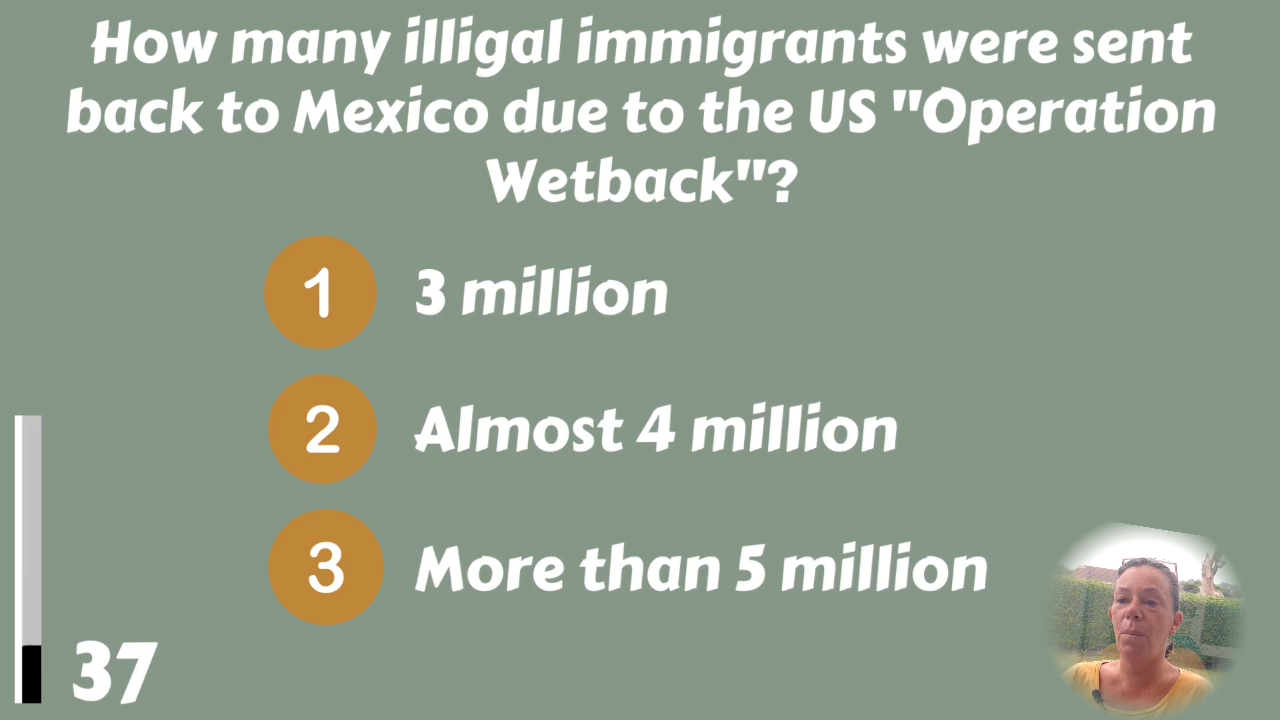 How many illigal immigrants were sent
back to Mexico due to the US "Operation
Wetback"?
1 3 million
2 Almost 4 million
3 More than 5 million
37